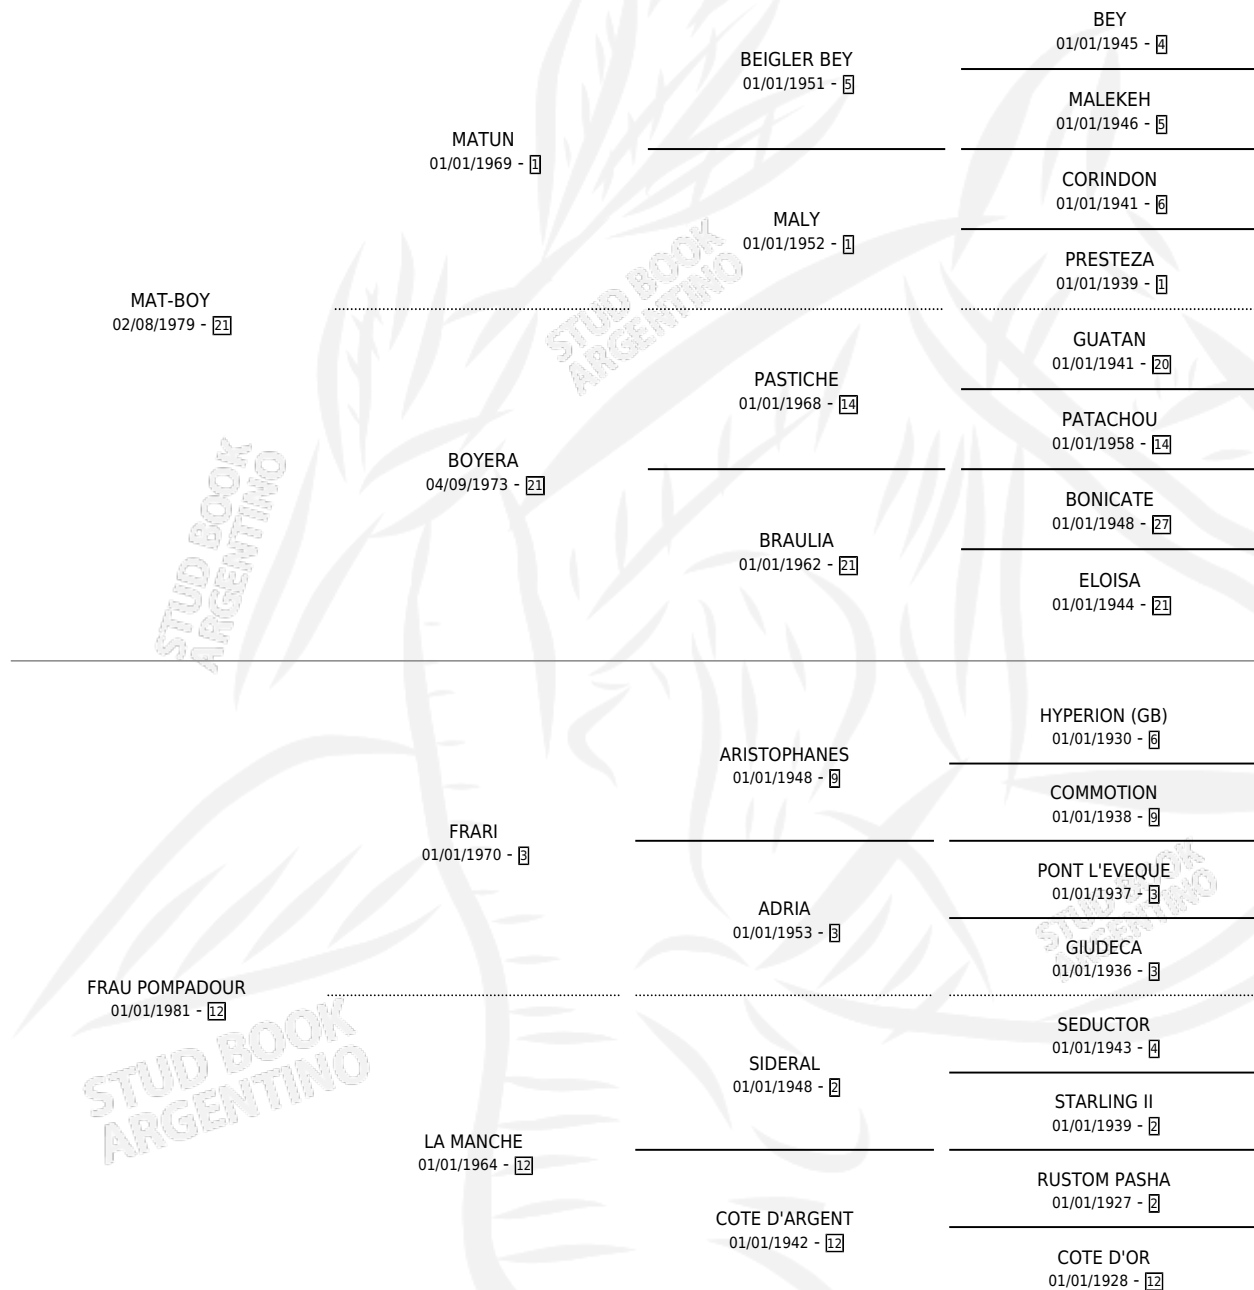 BEY
01/01/1945 - 4
BEIGLER BEY
01/01/1951 - 5
MALEKEH
01/01/1946 - 5
MATUN
01/01/1969 - 1
CORINDON
01/01/1941 - 6
MALY
01/01/1952 - 1
PRESTEZA
01/01/1939 - 1
MAT-BOY
02/08/1979 - 21
STUD BOOK
ARGENTINO
GUATAN
01/01/1941 - 20
PASTICHE
01/01/1968 - 14
PATACHOU
01/01/1958 - 14
BOYERA
04/09/1973 - 21
BONICATE
01/01/1948 - 27
BRAULIA
01/01/1962 - 21
ELOISA
01/01/1944 - 21
STUD BOOK
ARGENTINO
HYPERION (GB)
01/01/1930 - 6
ARISTOPHANES
01/01/1948 - 9
COMMOTION
01/01/1938 - 9
FRARI
01/01/1970 - 3
PONT L'EVEQUE
01/01/1937 - 3
ADRIA
01/01/1953 - 3
GIUDECA
01/01/1936 - 3
STUD BOOK
ARGENTINO
FRAU POMPADOUR
01/01/1981 - 12
SEDUCTOR
01/01/1943 - 4
SIDERAL
01/01/1948 - 2
STARLING II
01/01/1939 - 2
STUD BOOK
ARGENTINO
LA MANCHE
01/01/1964 - 12
RUSTOM PASHA
01/01/1927 - 2
COTE D'ARGENT
01/01/1942 - 12
COTE D'OR
01/01/1928 - 12